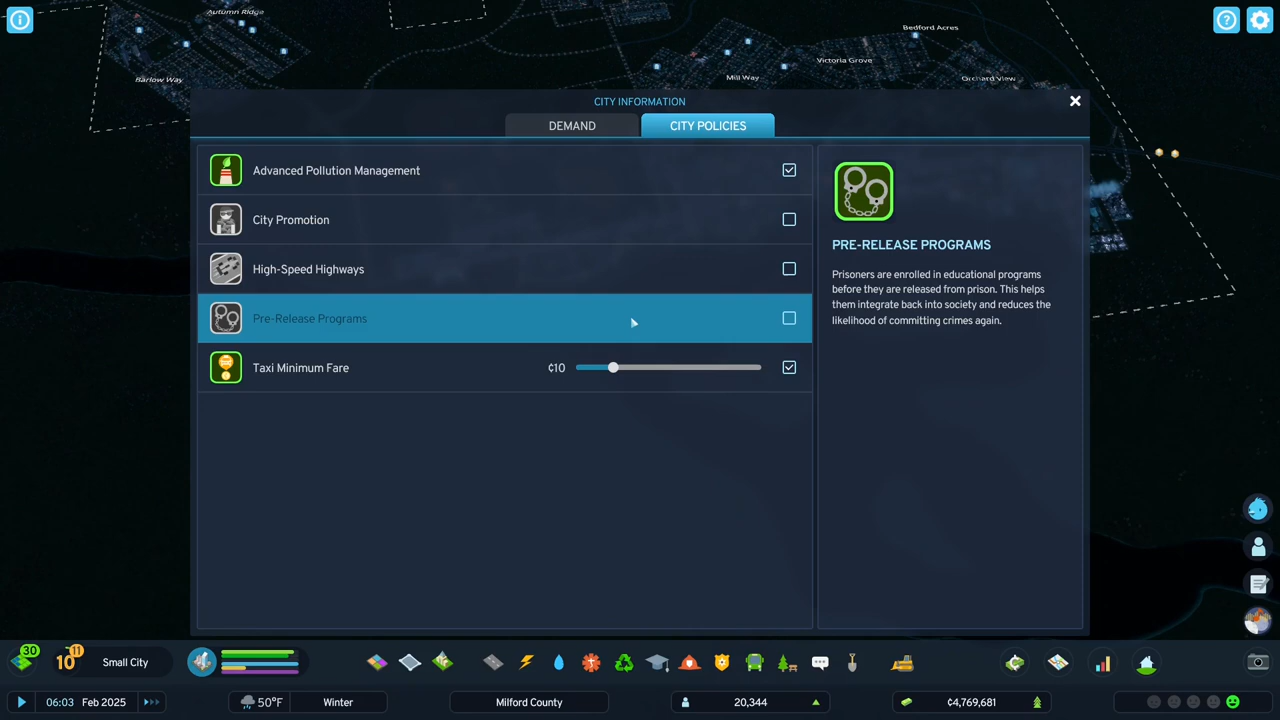 Autumn Ridge
Barlow Way
Bedford Acres
Victoria Grove
Mill Way
Orchard View
CITY INFORMATION
DEMAND
CITY POLICIES
Advanced Pollution Management
City Promotion
High-Speed Highways
Pre-Release Programs
Taxi Minimum Fare
¢10
PRE-RELEASE PROGRAMS
Prisoners are enrolled in educational programs
before they are released from prison. This helps
them integrate back into society and reduces the
likelihood of committing crimes again.
30
10
11
Small City
06:03
Feb 2025
50°F
Winter
Milford County
20,344
¢4,769,681